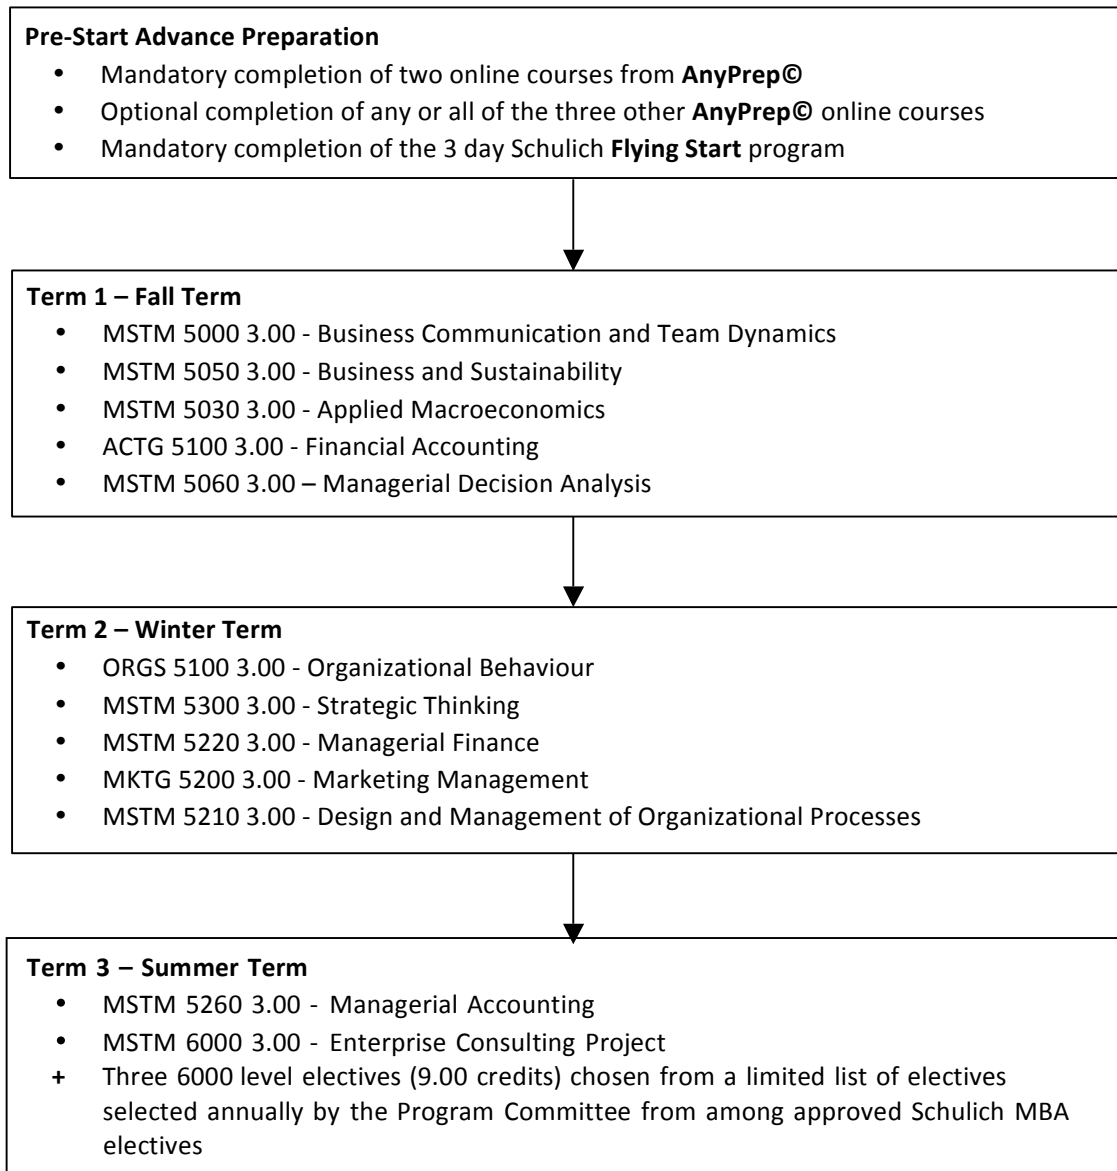 Pre-Start Advance Preparation
• Mandatory completion of two online courses from AnyPrep©
• Optional completion of any or all of the three other AnyPrep© online courses
• Mandatory completion of the 3 day Schulich Flying Start program
Term 1 – Fall Term
• MSTM 5000 3.00 - Business Communication and Team Dynamics
• MSTM 5050 3.00 - Business and Sustainability
• MSTM 5030 3.00 - Applied Macroeconomics
• ACTG 5100 3.00 - Financial Accounting
• MSTM 5060 3.00 – Managerial Decision Analysis
Term 2 – Winter Term
• ORGS 5100 3.00 - Organizational Behaviour
• MSTM 5300 3.00 - Strategic Thinking
• MSTM 5220 3.00 - Managerial Finance
• MKTG 5200 3.00 - Marketing Management
• MSTM 5210 3.00 - Design and Management of Organizational Processes
Term 3 – Summer Term
• MSTM 5260 3.00 - Managerial Accounting
• MSTM 6000 3.00 - Enterprise Consulting Project
+ Three 6000 level electives (9.00 credits) chosen from a limited list of electives
selected annually by the Program Committee from among approved Schulich MBA
electives